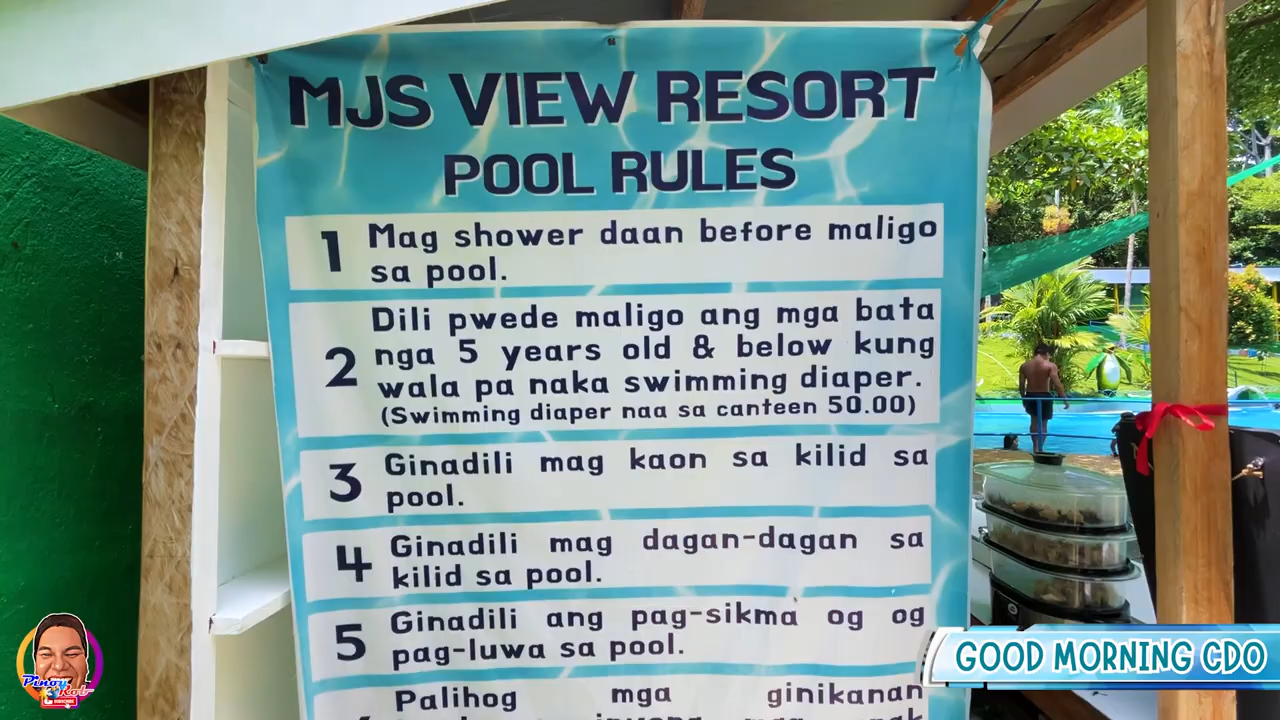 MJS VIEW RESORT
POOL RULES
1 Mag shower daan before maligo
sa pool.
2 Dili pwede maligo ang mga bata
nga 5 years old & below kung
wala pa naka swimming diaper.
(Swimming diaper naa sa canteen 50.00)
3 Ginadili mag kaon sa kilid sa
pool.
4 Ginadili mag dagan-dagan sa
kilid sa pool.
5 Ginadili ang pag-sikma og og
pag-luwa sa pool.
Palihog mga ginikanan
GOOD MORNING CDO
Pinoy
Kol
SUBSCRIBE